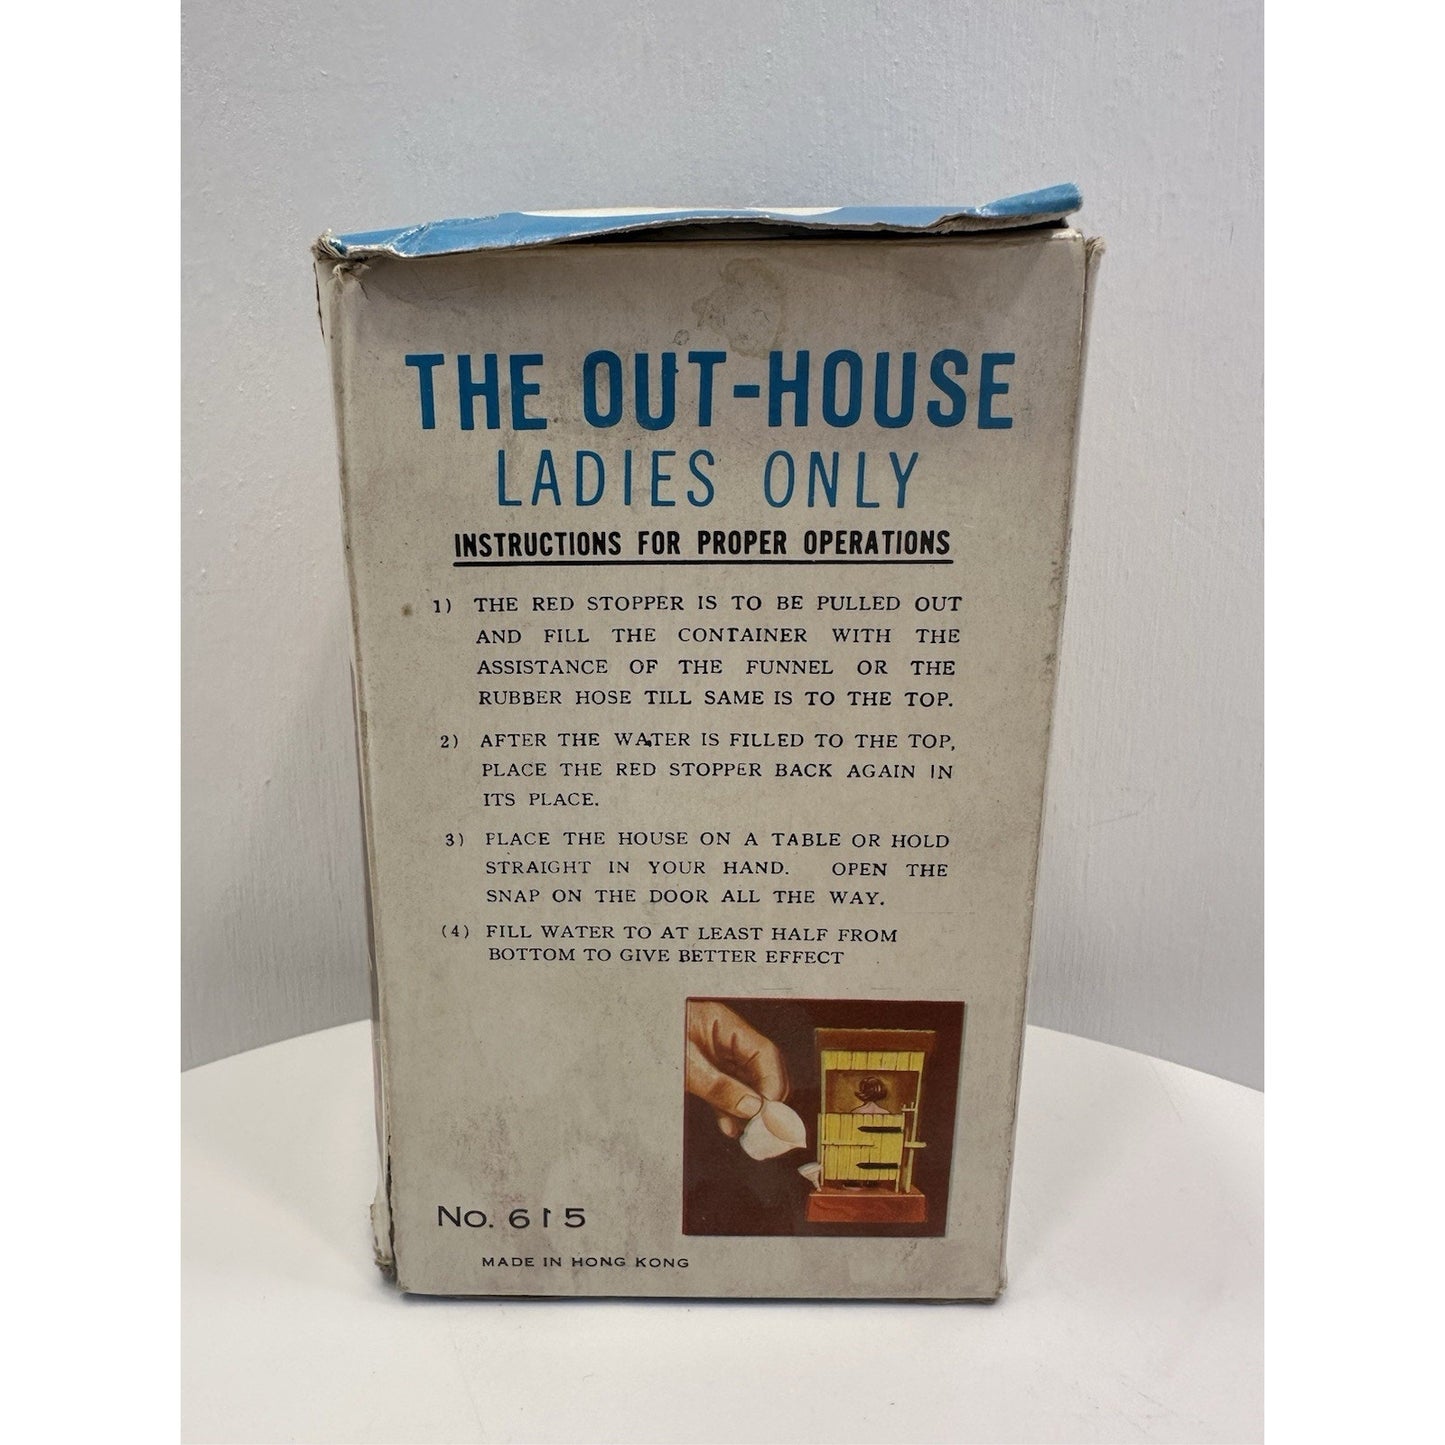 THE OUT-HOUSE
LADIES ONLY
INSTRUCTIONS FOR PROPER OPERATIONS
1) THE RED STOPPER IS TO BE PULLED OUT
AND FILL THE CONTAINER WITH THE
ASSISTANCE OF THE FUNNEL OR THE
RUBBER HOSE TILL SAME IS TO THE TOP.
2) AFTER THE WATER IS FILLED TO THE TOP,
PLACE THE RED STOPPER BACK AGAIN IN
ITS PLACE.
3) PLACE THE HOUSE ON A TABLE OR HOLD
STRAIGHT IN YOUR HAND. OPEN THE
SNAP ON THE DOOR ALL THE WAY.
(4) FILL WATER TO AT LEAST HALF FROM
BOTTOM TO GIVE BETTER EFFECT
No. 615
MADE IN HONG KONG